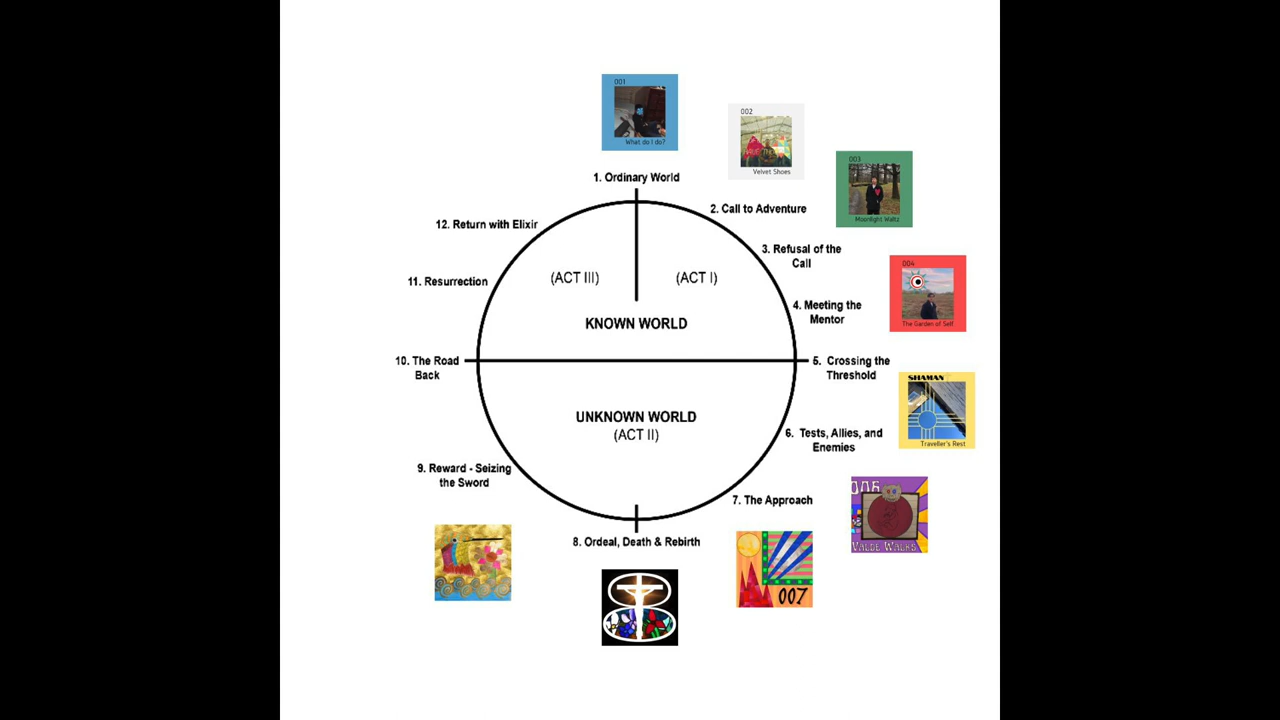 001
What do I do?
002
Velvet Shoes
003
Moonlight Waltz
004
The Garden of Self
SHAMAN
Traveller's Rest
006
VALUE WALKS
007
1. Ordinary World
2. Call to Adventure
3. Refusal of the
Call
4. Meeting the
Mentor
5. Crossing the
Threshold
6. Tests, Allies, and
Enemies
7. The Approach
8. Ordeal, Death & Rebirth
9. Reward - Seizing
the Sword
10. The Road
Back
11. Resurrection
12. Return with Elixir
(ACT III)
(ACT I)
KNOWN WORLD
UNKNOWN WORLD
(ACT II)